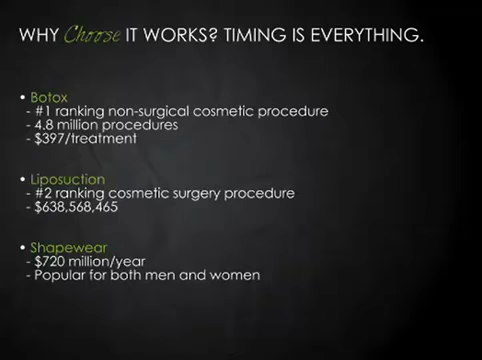 WHY Choose IT WORKS? TIMING IS EVERYTHING.
• Botox
- #1 ranking non-surgical cosmetic procedure
- 4.8 million procedures
- $397/treatment
• Liposuction
- #2 ranking cosmetic surgery procedure
- $638,568,465
• Shapewear
- $720 million/year
- Popular for both men and women